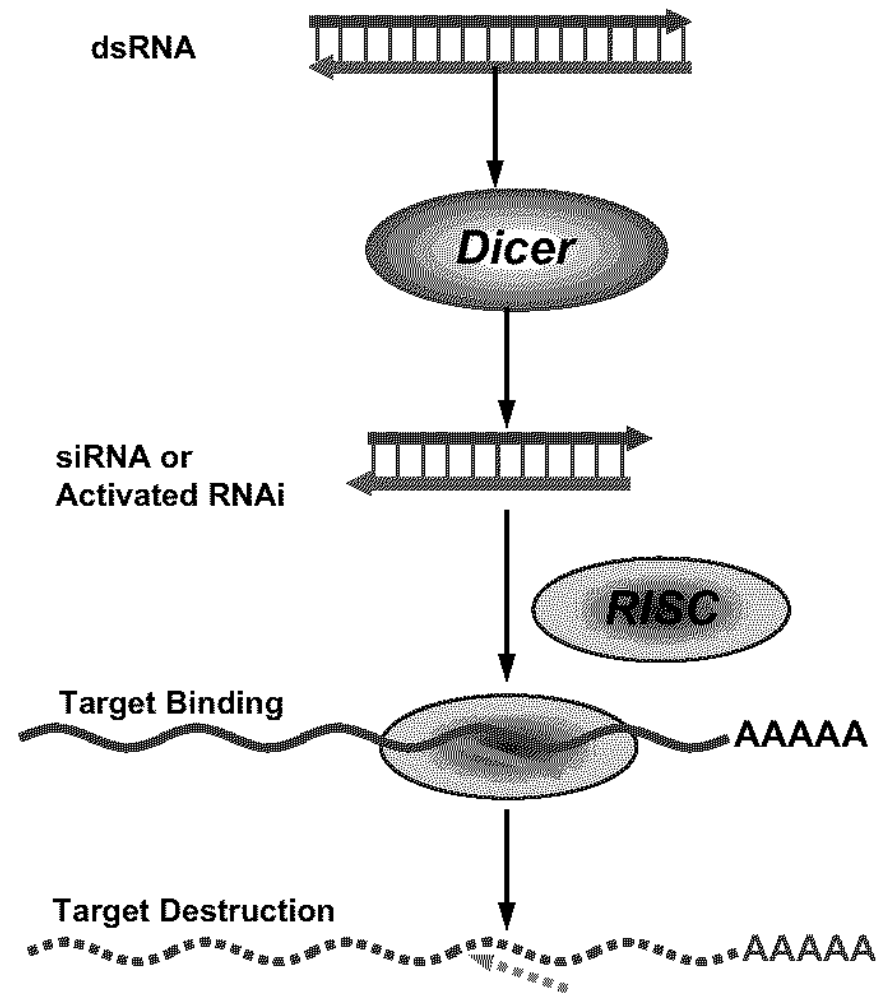 dsRNA
Dicer
siRNA or
Activated RNAi
RISC
Target Binding
AAAAA
Target Destruction
AAAAA